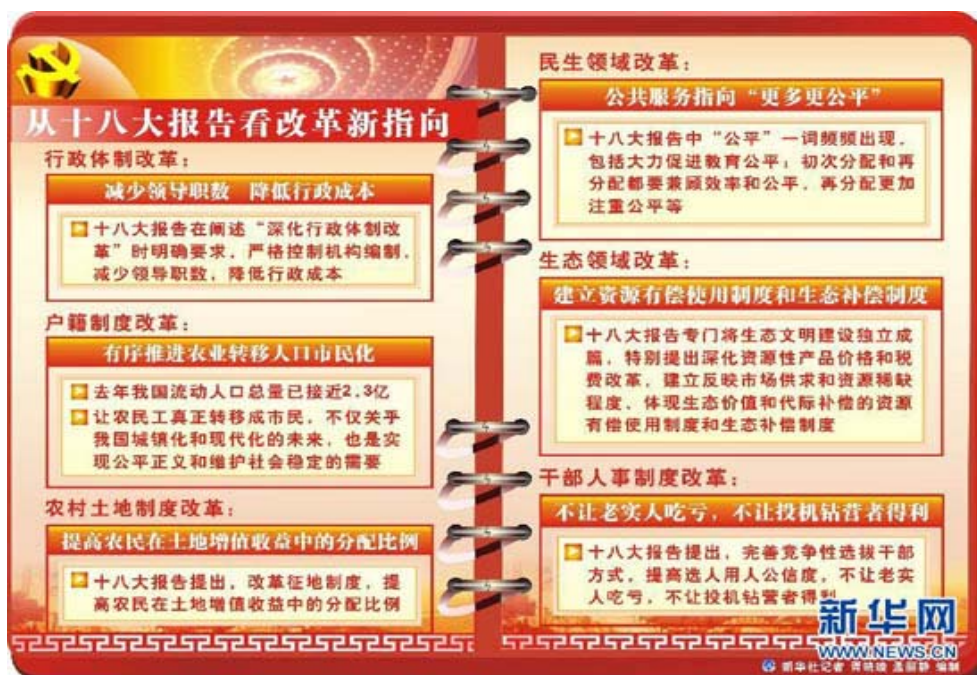 从十八大报告看改革新指向
行政体制改革：
减少领导职数 降低行政成本
十八大报告在阐述“深化行政体制改
革”时明确要求，严格控制机构编制，
减少领导职数，降低行政成本
户籍制度改革：
有序推进农业转移人口市民化
去年我国流动人口总量已接近2.3亿
让农民工真正转移成市民，不仅关乎
我国城镇化和现代化的未来，也是实
现公平正义和维护社会稳定的需要
农村土地制度改革：
提高农民在土地增值收益中的分配比例
十八大报告提出，改革征地制度，提
高农民在土地增值收益中的分配比例
民生领域改革：
公共服务指向“更多更公平”
十八大报告中“公平”一词频频出现，
包括大力促进教育公平；初次分配和再
分配都要兼顾效率和公平，再分配更加
注重公平等
生态领域改革：
建立资源有偿使用制度和生态补偿制度
十八大报告专门将生态文明建设独立成
篇，特别提出深化资源性产品价格和税
费改革，建立反映市场供求和资源稀缺
程度、体现生态价值和代际补偿的资源
有偿使用制度和生态补偿制度
干部人事制度改革：
不让老实人吃亏，不让投机钻营者得利
十八大报告提出，完善竞争性选拔干部
方式，提高选人用人公信度，不让老实
人吃亏，不让投机钻营者得利
新华网
WWW.NEWS.CN
新华社记者 编制